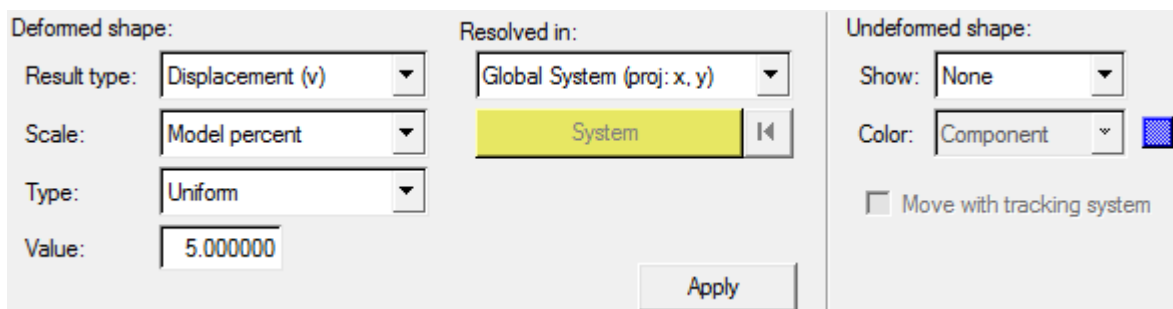 Deformed shape:
Result type: Displacement (v)
Scale: Model percent
Type: Uniform
Value: 5.000000
Resolved in:
Global System (proj: x, y)
System
Apply
Undeformed shape:
Show: None
Color: Component
Move with tracking system